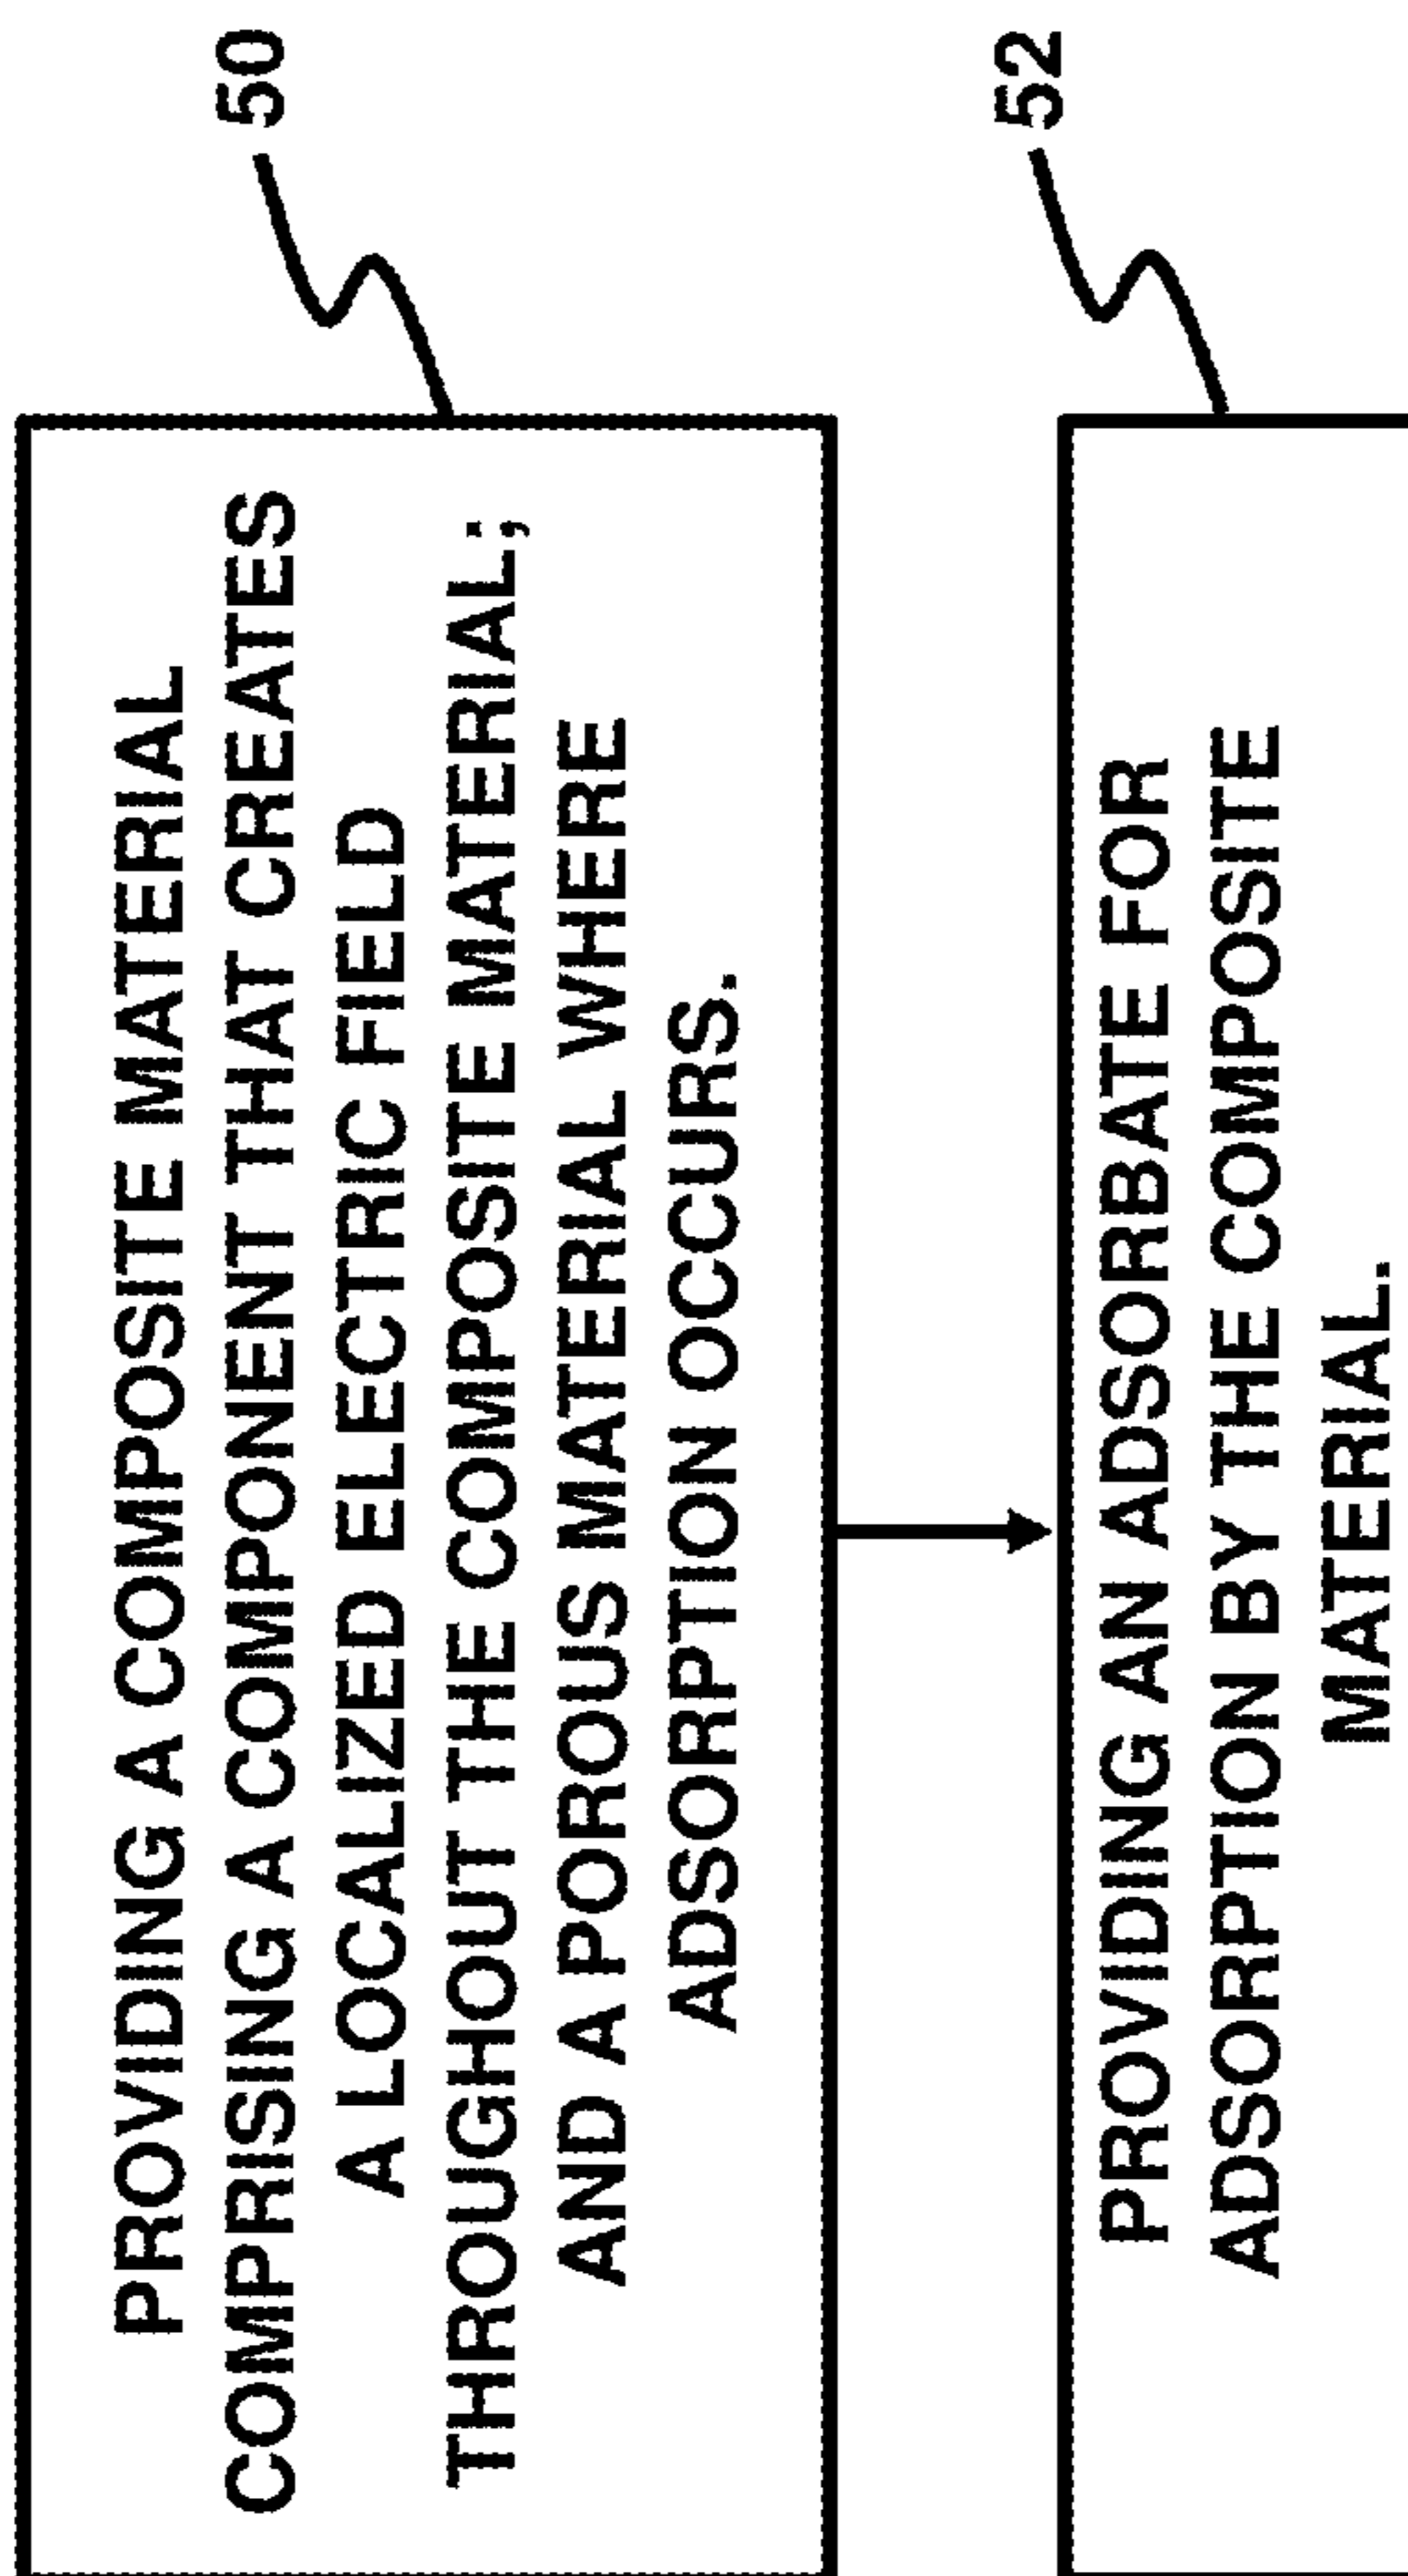 PROVIDING A COMPOSITE MATERIAL
COMPRISING A COMPONENT THAT CREATES
A LOCALIZED ELECTRIC FIELD
THROUGHOUT THE COMPOSITE MATERIAL;
AND A POROUS MATERIAL WHERE
ADSORPTION OCCURS.
50
PROVIDING AN ADSORBATE FOR
ADSORPTION BY THE COMPOSITE
MATERIAL.
52